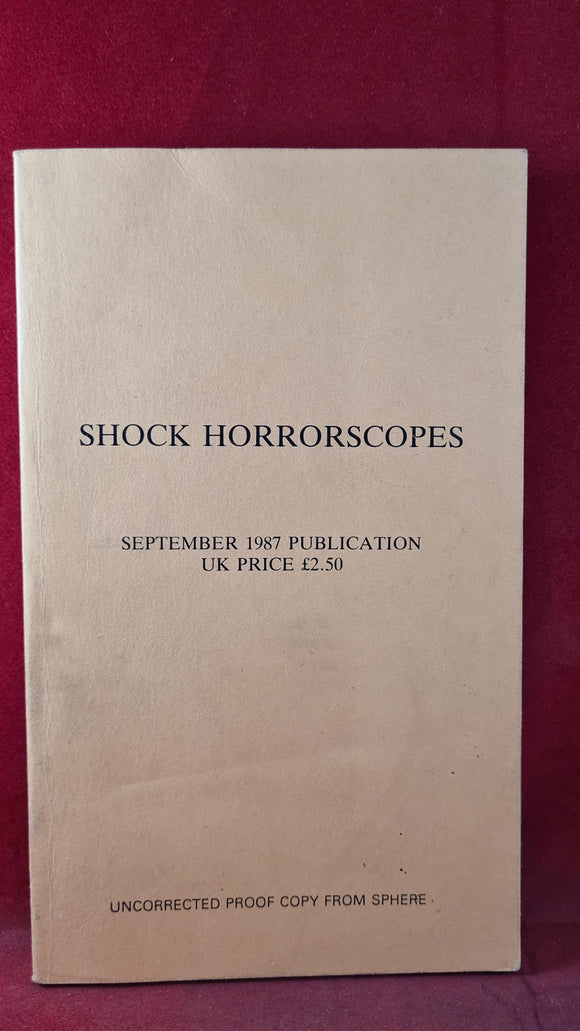 SHOCK HORRORSCOPES
SEPTEMBER 1987 PUBLICATION
UK PRICE £2.50
UNCORRECTED PROOF COPY FROM SPHERE